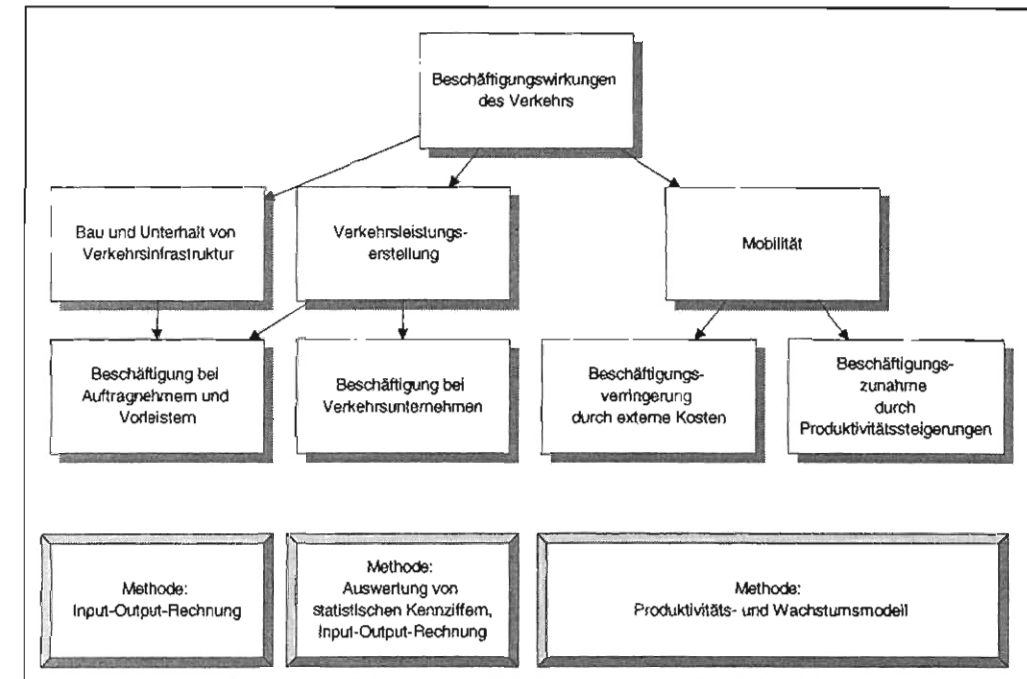 Beschäftigungswirkungen
des Verkehrs
Bau und Unterhalt von
Verkehrsinfrastruktur
Verkehrsleistungs-
erstellung
Mobilität
Beschäftigung bei
Auftragnehmern und
Vorleistern
Beschäftigung bei
Verkehrsunternehmen
Beschäftigungs-
verringerung
durch externe Kosten
Beschäftigungs-
zunahme
durch
Produktivitätssteigerungen
Methode:
Input-Output-Rechnung
Methode:
Auswertung von
statistischen Kennziffern,
Input-Output-Rechnung
Methode:
Produktivitäts- und Wachstumsmodell